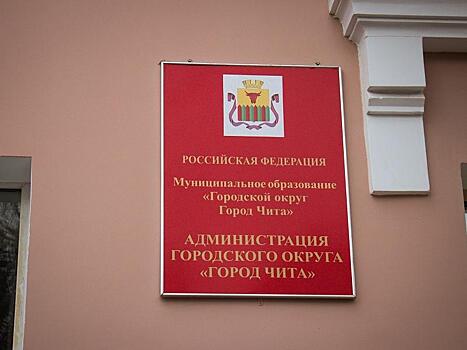 РОССИЙСКАЯ ФЕДЕРАЦИЯ
Муниципальное образование
«Городской округ
Город Чита»
АДМИНИСТРАЦИЯ
ГОРОДСКОГО ОКРУГА
«ГОРОД ЧИТА»